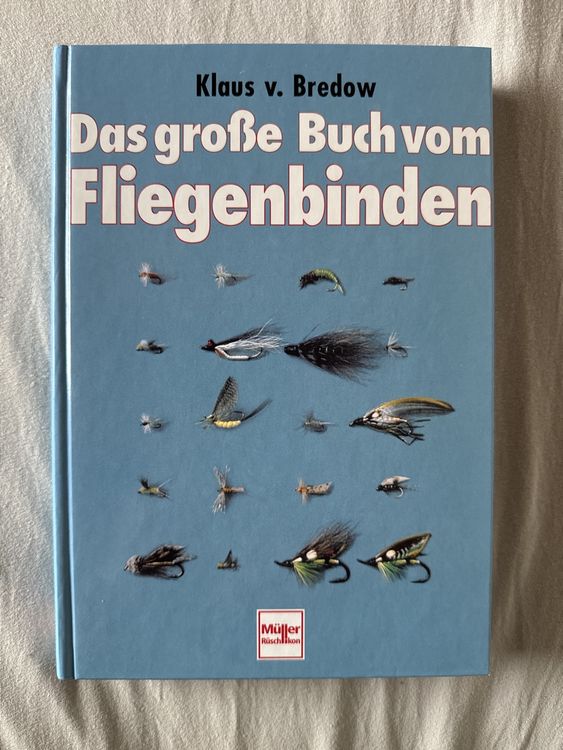 Klaus v. Bredow
Das große Buch vom
Fliegenbinden
Müller
Rüschlikon